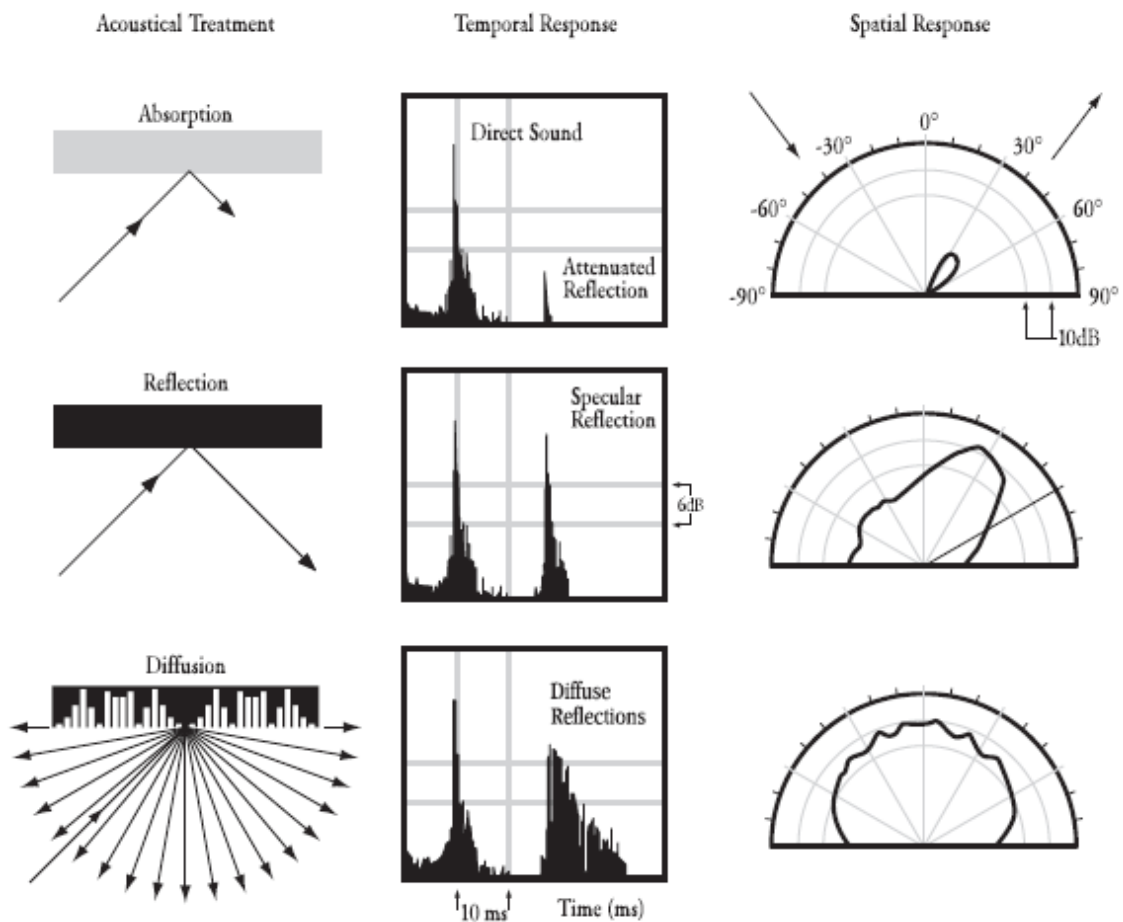 Acoustical Treatment
Temporal Response
Spatial Response
Absorption
Direct Sound
Attenuated
Reflection
-90°
-60°
-30°
0°
30°
60°
90°
10dB
Reflection
Specular
Reflection
6dB
Diffusion
Diffuse
Reflections
10 ms
Time (ms)